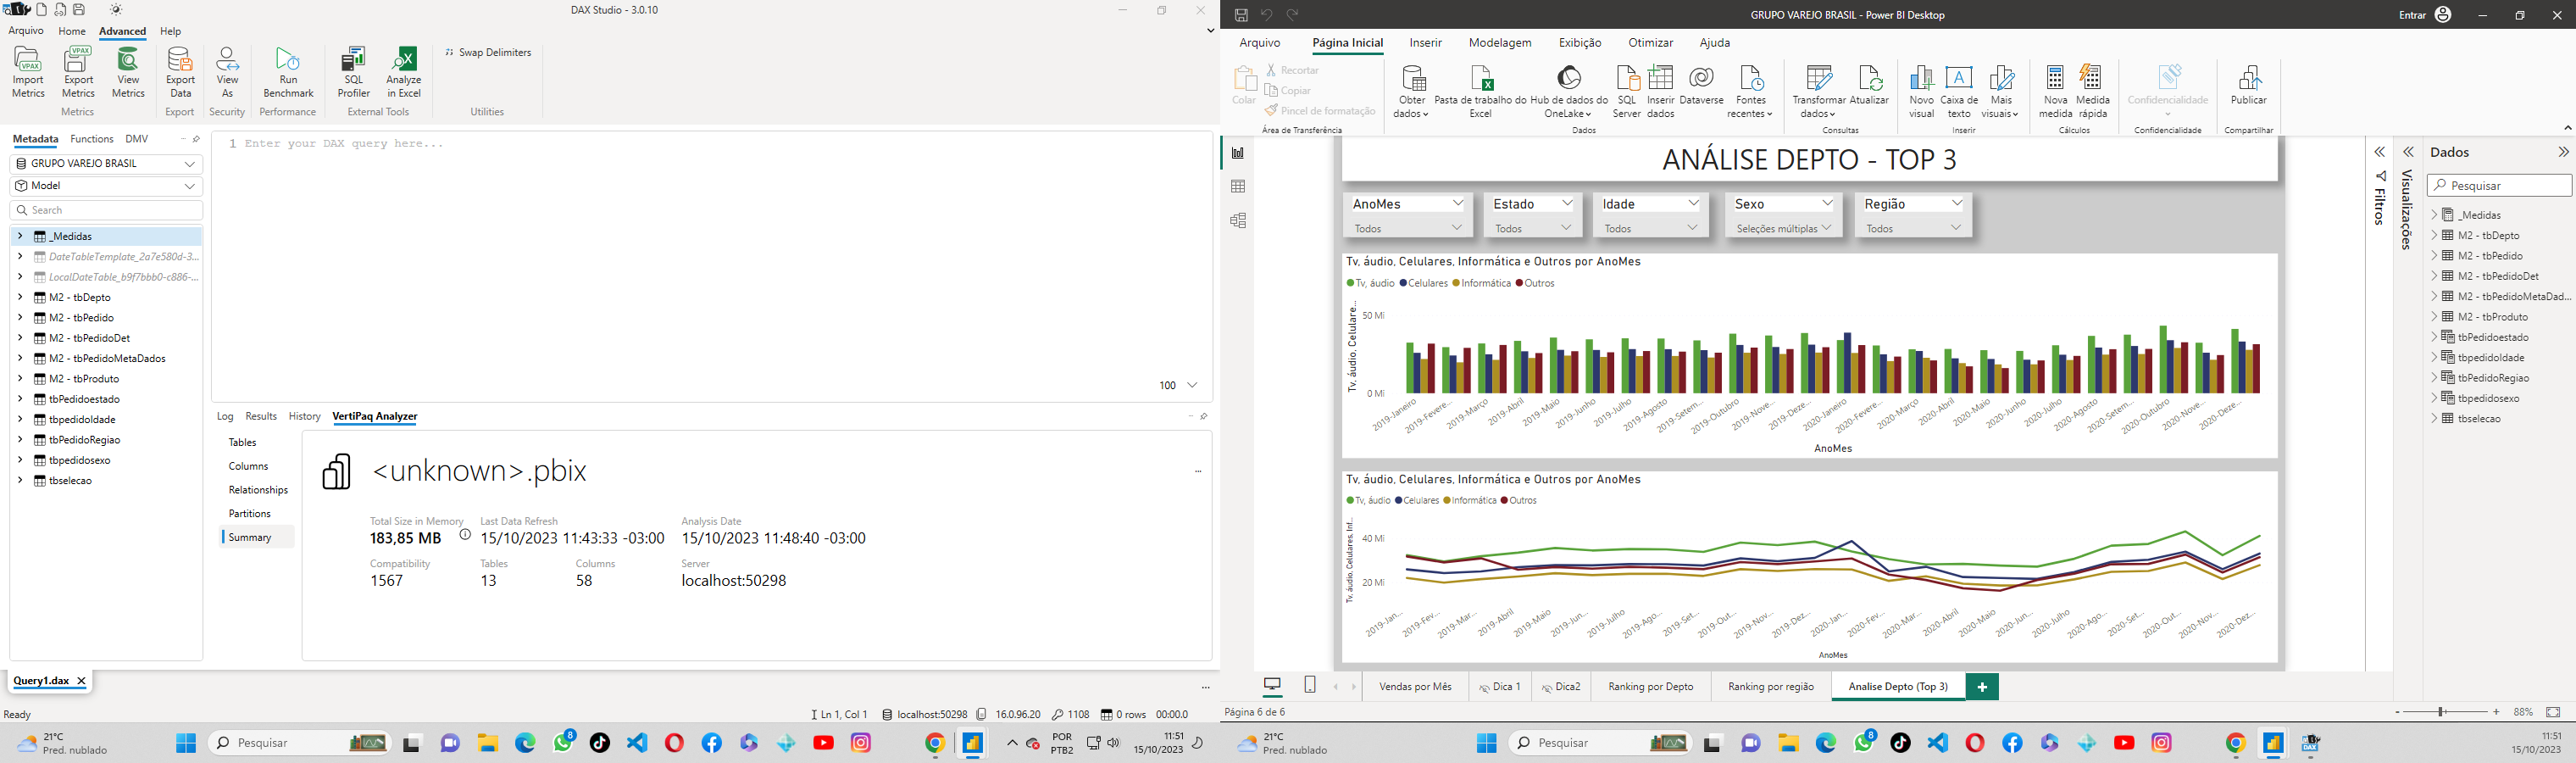 DAX Studio - 3.0.10
Arquivo Home Advanced Help
Import Metrics
Export Metrics
View Metrics
Export Data
View As
Run Benchmark
SQL Profiler
Analyze in Excel
Swap Delimiters
Metrics Export Security Performance External Tools Utilities
Metadata Functions DMV
GRUPO VAREJO BRASIL
Model
Search
_Medidas
DateTableTemplate_2a7e580d-3...
LocalDateTable_b9f7bbb0-c886-...
M2 - tbDepto
M2 - tbPedido
M2 - tbPedidoDet
M2 - tbPedidoMetaDados
M2 - tbProduto
tbPedidoestado
tbpedidoIdade
tbPedidoRegiao
tbpedidosexo
tbselecao
1 Enter your DAX query here...
100
Log Results History VertiPaq Analyzer
Tables
Columns
Relationships
Partitions
Summary
<unknown>.pbix
Total Size in Memory Last Data Refresh Analysis Date
183,85 MB 15/10/2023 11:43:33 -03:00 15/10/2023 11:48:40 -03:00
Compatibility Tables Columns Server
1567 13 58 localhost:50298
Query1.dax
Ready Ln 1, Col 1 localhost:50298 16.0.96.20 1108 0 rows 00:00.0
21°C
Pred. nublado
Pesquisar
8
POR
PTB2
11:51
15/10/2023
GRUPO VAREJO BRASIL - Power BI Desktop
Entrar
Arquivo Página Inicial Inserir Modelagem Exibição Otimizar Ajuda
Colar
Recortar
Copiar
Pincel de formatação
Obter dados
Pasta de trabalho do Excel
Hub de dados do OneLake
SQL Server
Inserir dados
Dataverse
Fontes recentes
Transformar dados
Atualizar
Novo visual
Caixa de texto
Mais visuais
Nova medida
Medida rápida
Confidencialidade
Publicar
Área de Transferência Dados Consultas Inserir Cálculos Confidencialidade Compartilhar
ANÁLISE DEPTO - TOP 3
AnoMes Estado Idade Sexo Região
Todos Todos Todos Seleções múltiplas Todos
Tv, áudio, Celulares, Informática e Outros por AnoMes
Tv, áudio Celulares Informática Outros
Tv, áudio, Celulare...
50 Mi
0 Mi
2019-Janeiro 2019-Fevere... 2019-Março 2019-Abril 2019-Maio 2019-Junho 2019-Julho 2019-Agosto 2019-Setem... 2019-Outubro 2019-Nove... 2019-Deze... 2020-Janeiro 2020-Fevere... 2020-Março 2020-Abril 2020-Maio 2020-Junho 2020-Julho 2020-Agosto 2020-Setem... 2020-Outubro 2020-Nove... 2020-Deze...
AnoMes
Tv, áudio, Celulares, Informática e Outros por AnoMes
Tv, áudio Celulares Informática Outros
Tv, áudio, Celulares, Inf...
40 Mi
20 Mi
2019-Jan... 2019-Fev... 2019-Mar... 2019-Abril 2019-Maio 2019-Jun... 2019-Julho 2019-Ago... 2019-Set... 2019-Out... 2019-Nov... 2019-Dez... 2020-Jan... 2020-Fev... 2020-Mar... 2020-Abril 2020-Maio 2020-Jun... 2020-Julho 2020-Ago... 2020-Set... 2020-Out... 2020-Nov... 2020-Dez...
AnoMes
Filtros
Visualizações
Dados
Pesquisar
_Medidas
M2 - tbDepto
M2 - tbPedido
M2 - tbPedidoDet
M2 - tbPedidoMetaDad...
M2 - tbProduto
tbPedidoestado
tbpedidoIdade
tbPedidoRegiao
tbpedidosexo
tbselecao
Vendas por Mês Dica 1 Dica2 Ranking por Depto Ranking por região Analise Depto (Top 3) +
Página 6 de 6
- + 88%
21°C
Pred. nublado
Pesquisar
8
11:51
15/10/2023